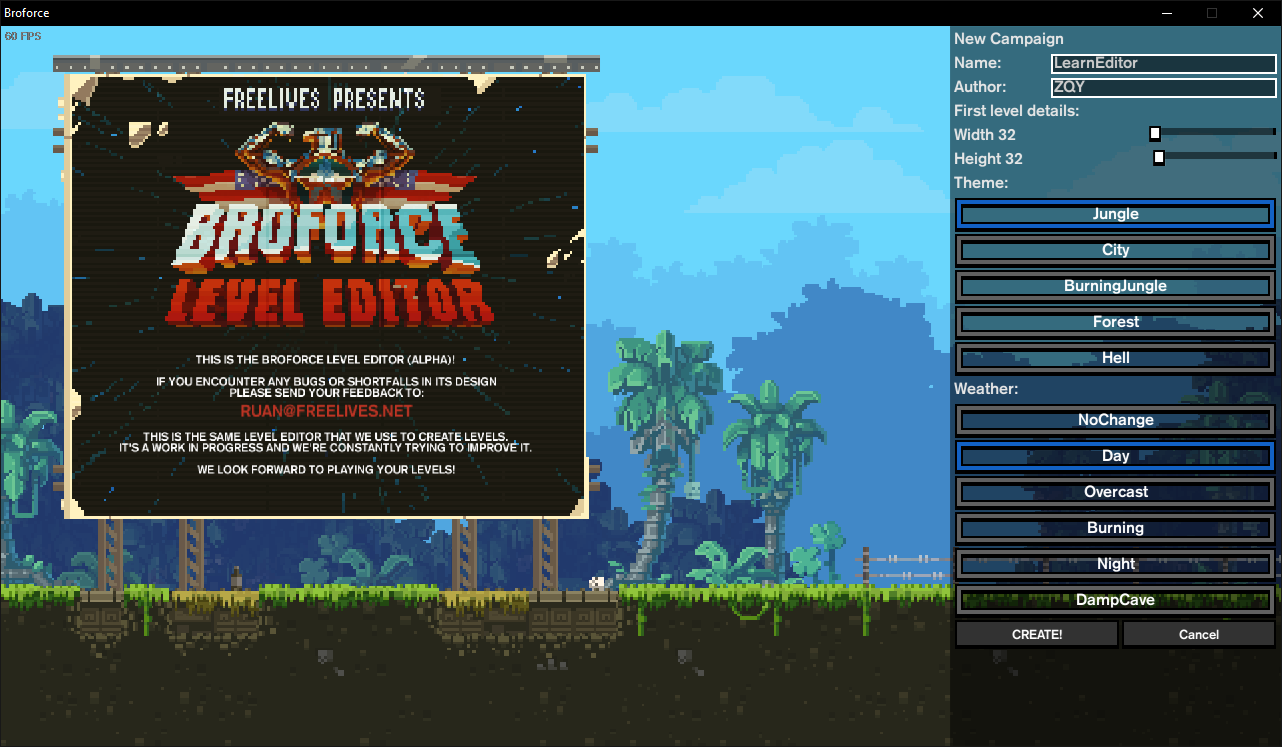 Broforce
60 FPS
FREELIVES PRESENTS
BROFORCE
LEVEL EDITOR
THIS IS THE BROFORCE LEVEL EDITOR (ALPHA)!
IF YOU ENCOUNTER ANY BUGS OR SHORTFALLS IN ITS DESIGN
PLEASE SEND YOUR FEEDBACK TO:
RUAN@FREELIVES.NET
THIS IS THE SAME LEVEL EDITOR THAT WE USE TO CREATE LEVELS.
IT'S A WORK IN PROGRESS AND WE'RE CONSTANTLY TRYING TO IMPROVE IT.
WE LOOK FORWARD TO PLAYING YOUR LEVELS!
New Campaign
Name: LearnEditor
Author: ZQY
First level details:
Width 32
Height 32
Theme:
Jungle
City
BurningJungle
Forest
Hell
Weather:
NoChange
Day
Overcast
Burning
Night
DampCave
CREATE! Cancel